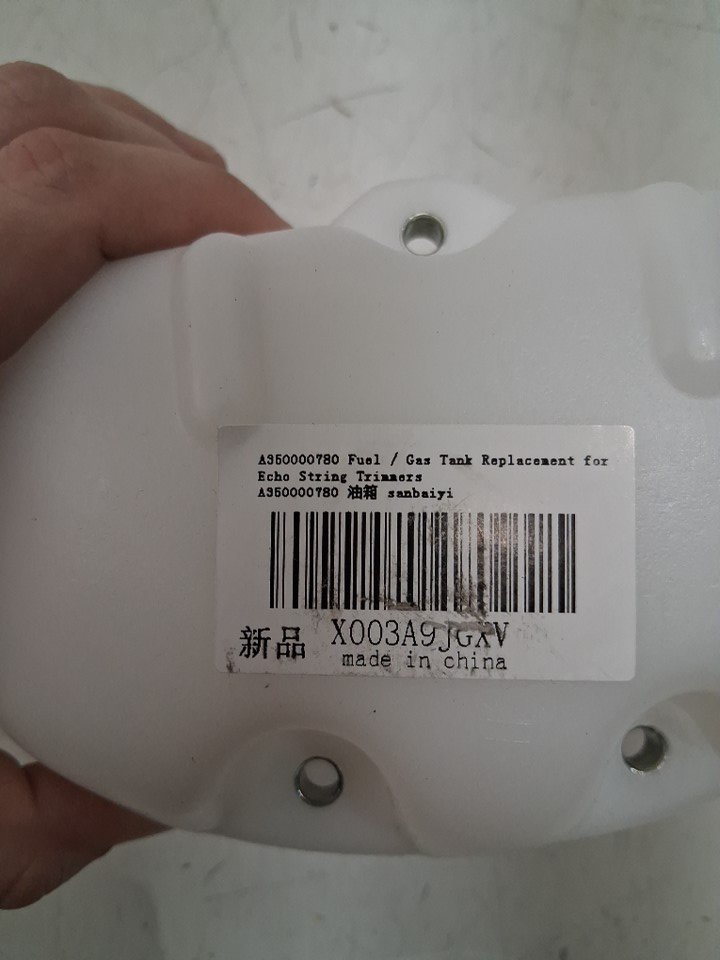 A350000780 Fuel / Gas Tank Replacement for
Echo String Trimmers
A350000780 油箱 sanbaiyi
新品 X003A9JGXV
made in china